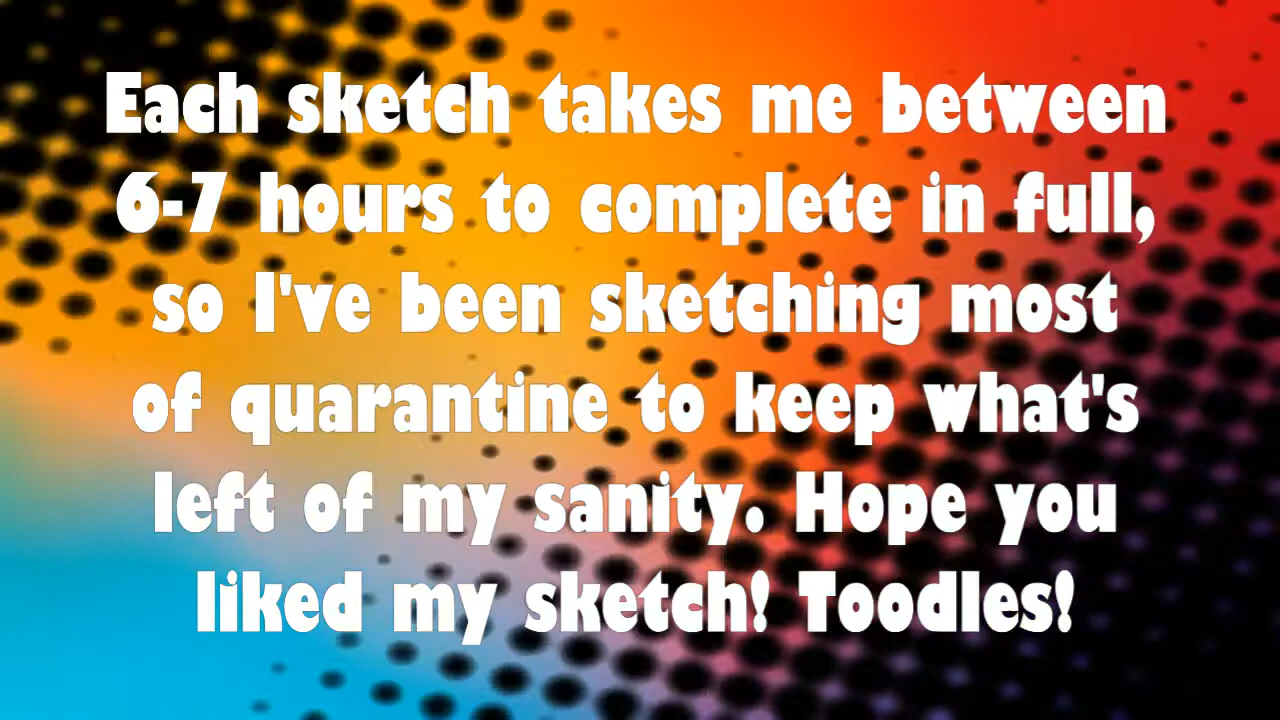 Each sketch takes me between
6-7 hours to complete in full,
so I've been sketching most
of quarantine to keep what's
left of my sanity. Hope you
liked my sketch! Toodles!